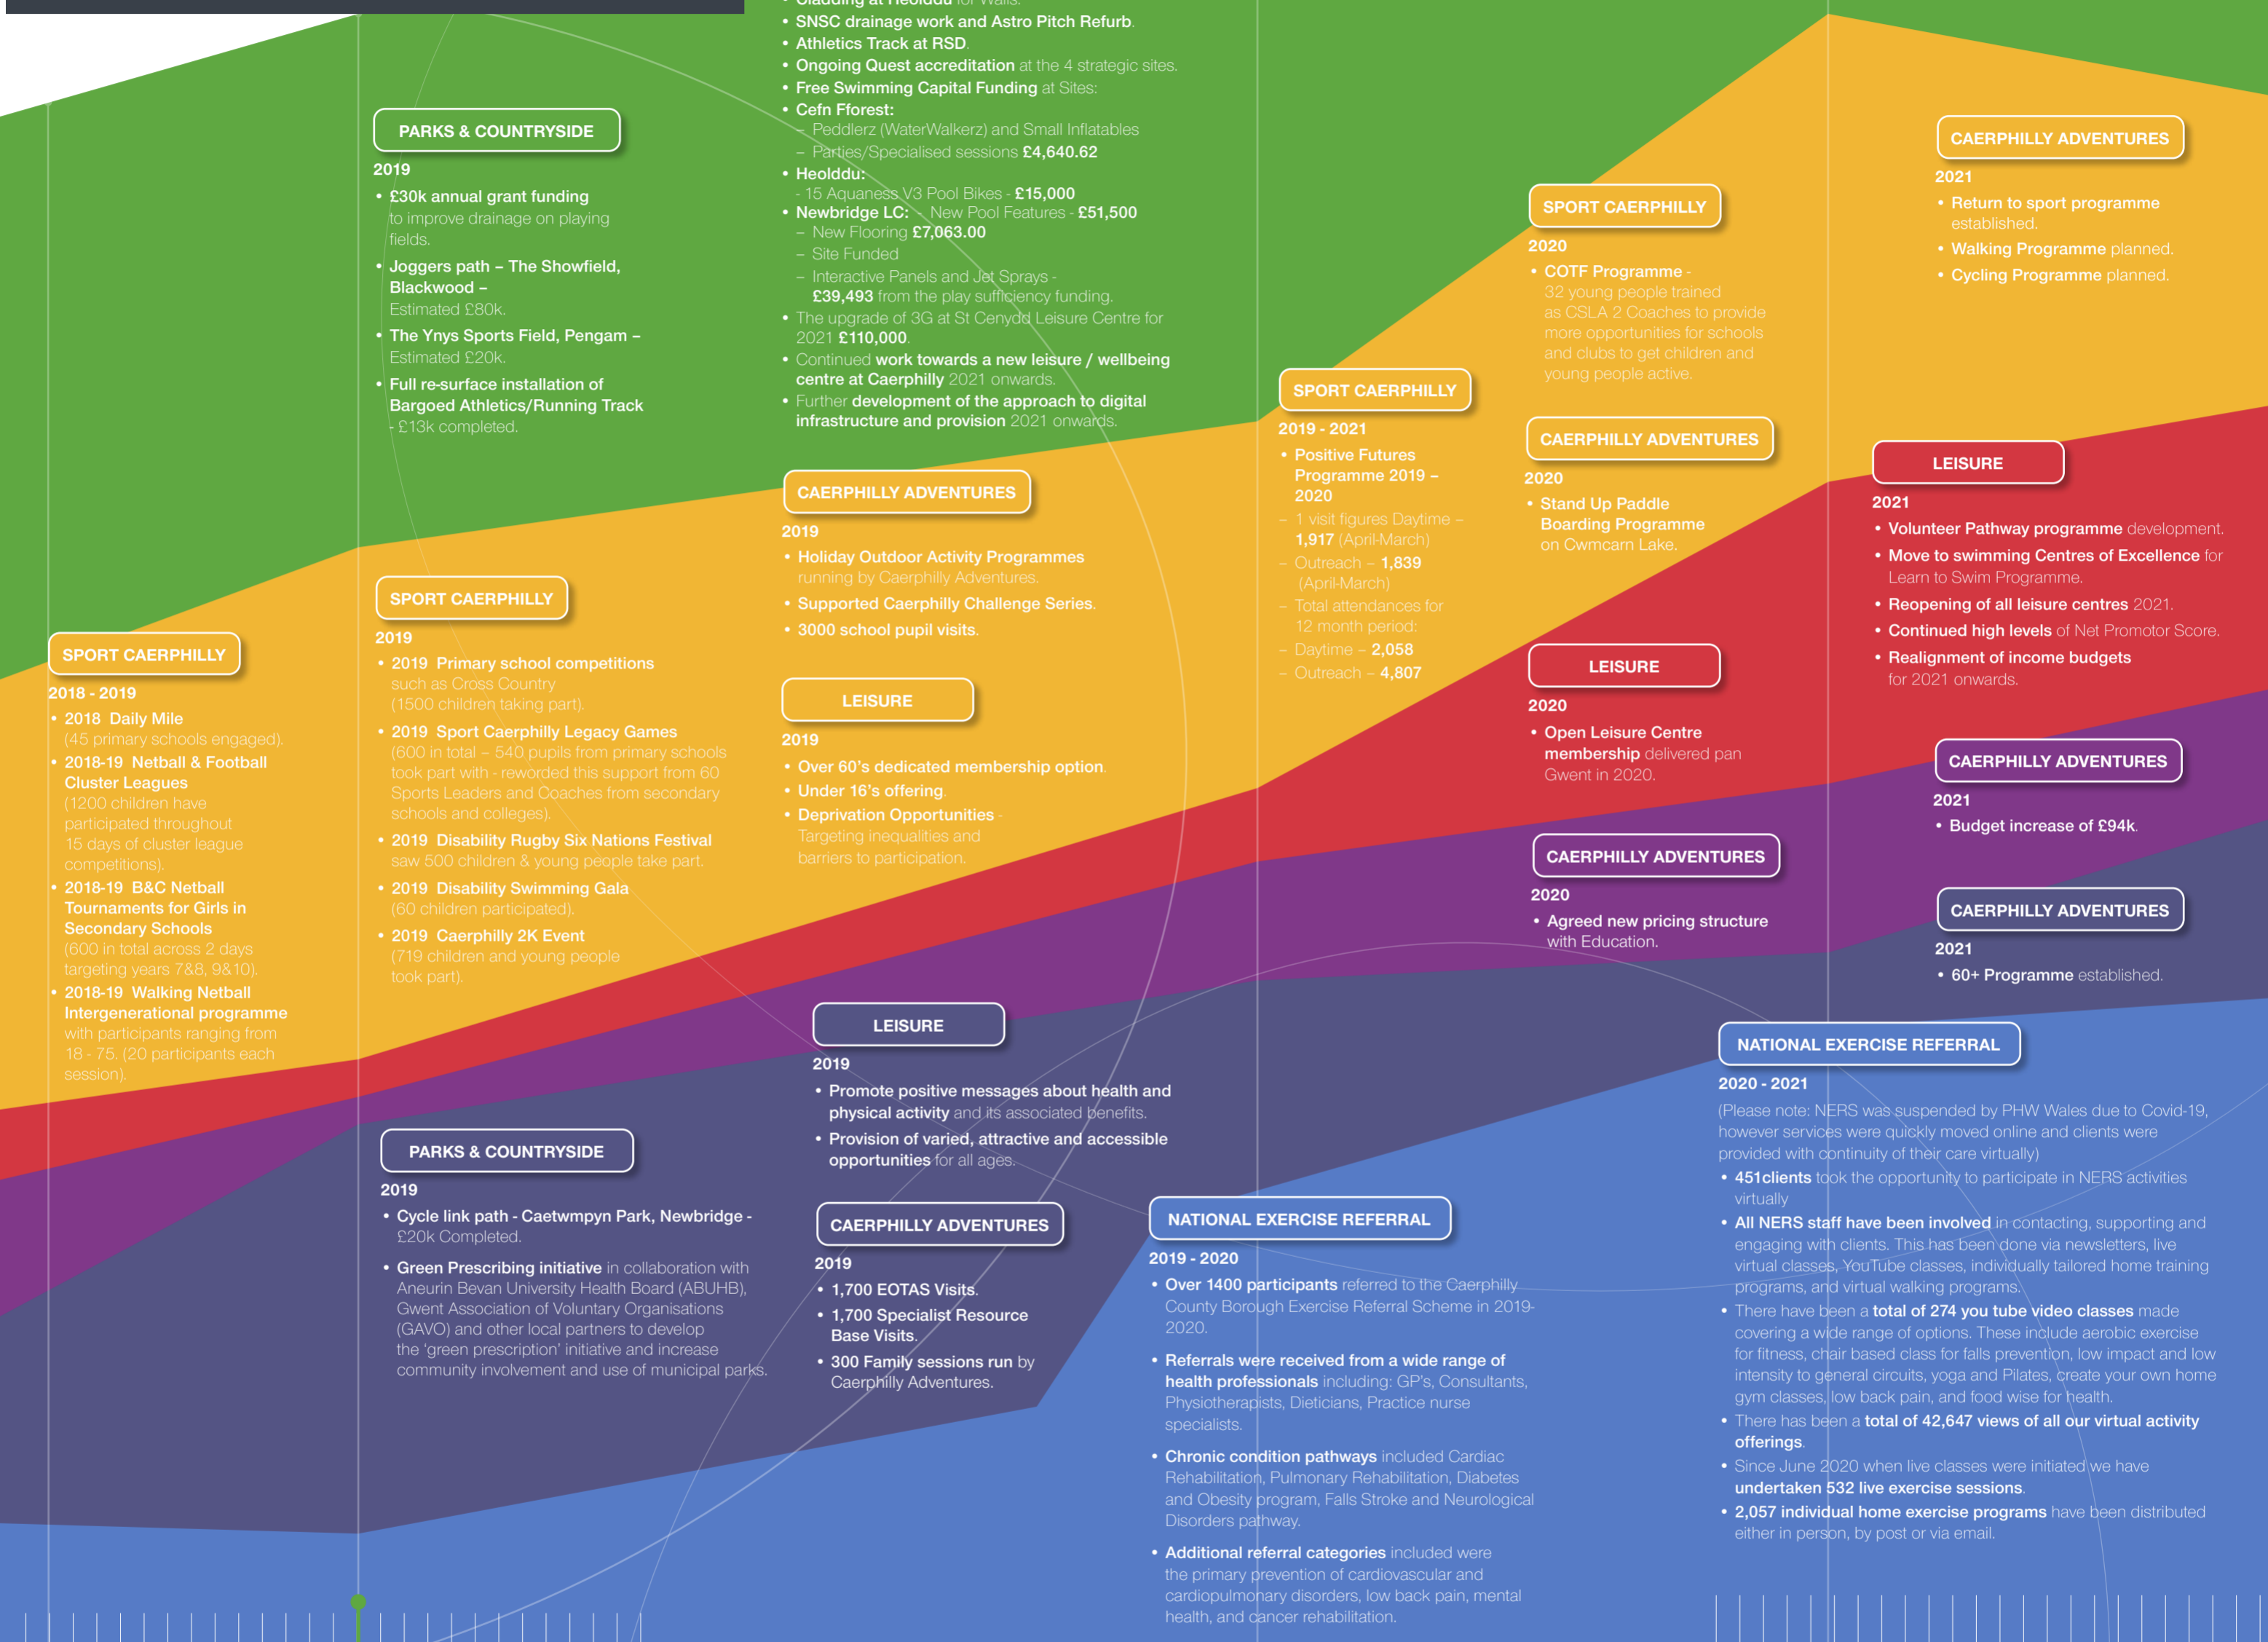 Cladding at Heolddu for Walls.
• SNSC drainage work and Astro Pitch Refurb.
• Athletics Track at RSD.
• Ongoing Quest accreditation at the 4 strategic sites.
• Free Swimming Capital Funding at Sites:
• Cefn Fforest:
– Peddlerz (WaterWalkerz) and Small Inflatables
– Parties/Specialised sessions £4,640.62
• Heolddu:
- 15 Aquaness V3 Pool Bikes - £15,000
• Newbridge LC: - New Pool Features - £51,500
– New Flooring £7,063.00
– Site Funded
– Interactive Panels and Jet Sprays -
£39,493 from the play sufficiency funding.
• The upgrade of 3G at St Cenydd Leisure Centre for
2021 £110,000.
• Continued work towards a new leisure / wellbeing
centre at Caerphilly 2021 onwards.
• Further development of the approach to digital
infrastructure and provision 2021 onwards.
PARKS & COUNTRYSIDE
2019
• £30k annual grant funding
to improve drainage on playing
fields.
• Joggers path – The Showfield,
Blackwood –
Estimated £80k.
• The Ynys Sports Field, Pengam –
Estimated £20k.
• Full re-surface installation of
Bargoed Athletics/Running Track
- £13k completed.
SPORT CAERPHILLY
2018 - 2019
• 2018 Daily Mile
(45 primary schools engaged).
• 2018-19 Netball & Football
Cluster Leagues
(1200 children have
participated throughout
15 days of cluster league
competitions).
• 2018-19 B&C Netball
Tournaments for Girls in
Secondary Schools
(600 in total across 2 days
targeting years 7&8, 9&10).
• 2018-19 Walking Netball
Intergenerational programme
with participants ranging from
18 - 75. (20 participants each
session).
SPORT CAERPHILLY
2019
• 2019 Primary school competitions
such as Cross Country
(1500 children taking part).
• 2019 Sport Caerphilly Legacy Games
(600 in total – 540 pupils from primary schools
took part with - reworded this support from 60
Sports Leaders and Coaches from secondary
schools and colleges).
• 2019 Disability Rugby Six Nations Festival
saw 500 children & young people take part.
• 2019 Disability Swimming Gala
(60 children participated).
• 2019 Caerphilly 2K Event
(719 children and young people
took part).
CAERPHILLY ADVENTURES
2019
• Holiday Outdoor Activity Programmes
running by Caerphilly Adventures.
• Supported Caerphilly Challenge Series.
• 3000 school pupil visits.
LEISURE
2019
• Over 60's dedicated membership option.
• Under 16's offering.
• Deprivation Opportunities -
Targeting inequalities and
barriers to participation.
SPORT CAERPHILLY
2019 - 2021
• Positive Futures
Programme 2019 –
2020
– 1 visit figures Daytime –
1,917 (April-March)
– Outreach – 1,839
(April-March)
– Total attendances for
12 month period:
– Daytime – 2,058
– Outreach – 4,807
SPORT CAERPHILLY
2020
• COTF Programme -
32 young people trained
as CSLA 2 Coaches to provide
more opportunities for schools
and clubs to get children and
young people active.
CAERPHILLY ADVENTURES
2020
• Stand Up Paddle
Boarding Programme
on Cwmcarn Lake.
CAERPHILLY ADVENTURES
2021
• Return to sport programme
established.
• Walking Programme planned.
• Cycling Programme planned.
LEISURE
2021
• Volunteer Pathway programme development.
• Move to swimming Centres of Excellence for
Learn to Swim Programme.
• Reopening of all leisure centres 2021.
• Continued high levels of Net Promotor Score.
• Realignment of income budgets
for 2021 onwards.
LEISURE
2020
• Open Leisure Centre
membership delivered pan
Gwent in 2020.
CAERPHILLY ADVENTURES
2020
• Agreed new pricing structure
with Education.
CAERPHILLY ADVENTURES
2021
• Budget increase of £94k.
CAERPHILLY ADVENTURES
2021
• 60+ Programme established.
PARKS & COUNTRYSIDE
2019
• Cycle link path - Caetwmpyn Park, Newbridge -
£20k Completed.
• Green Prescribing initiative in collaboration with
Aneurin Bevan University Health Board (ABUHB),
Gwent Association of Voluntary Organisations
(GAVO) and other local partners to develop
the 'green prescription' initiative and increase
community involvement and use of municipal parks.
LEISURE
2019
• Promote positive messages about health and
physical activity and its associated benefits.
• Provision of varied, attractive and accessible
opportunities for all ages.
CAERPHILLY ADVENTURES
2019
• 1,700 EOTAS Visits.
• 1,700 Specialist Resource
Base Visits.
• 300 Family sessions run by
Caerphilly Adventures.
NATIONAL EXERCISE REFERRAL
2019 - 2020
• Over 1400 participants referred to the Caerphilly
County Borough Exercise Referral Scheme in 2019-
2020.
• Referrals were received from a wide range of
health professionals including: GP's, Consultants,
Physiotherapists, Dieticians, Practice nurse
specialists.
• Chronic condition pathways included Cardiac
Rehabilitation, Pulmonary Rehabilitation, Diabetes
and Obesity program, Falls Stroke and Neurological
Disorders pathway.
• Additional referral categories included were
the primary prevention of cardiovascular and
cardiopulmonary disorders, low back pain, mental
health, and cancer rehabilitation.
NATIONAL EXERCISE REFERRAL
2020 - 2021
(Please note: NERS was suspended by PHW Wales due to Covid-19,
however services were quickly moved online and clients were
provided with continuity of their care virtually)
• 451clients took the opportunity to participate in NERS activities
virtually
• All NERS staff have been involved in contacting, supporting and
engaging with clients. This has been done via newsletters, live
virtual classes, YouTube classes, individually tailored home training
programs, and virtual walking programs.
• There have been a total of 274 you tube video classes made
covering a wide range of options. These include aerobic exercise
for fitness, chair based class for falls prevention, low impact and low
intensity to general circuits, yoga and Pilates, create your own home
gym classes, low back pain, and food wise for health.
• There has been a total of 42,647 views of all our virtual activity
offerings.
• Since June 2020 when live classes were initiated we have
undertaken 532 live exercise sessions.
• 2,057 individual home exercise programs have been distributed
either in person, by post or via email.